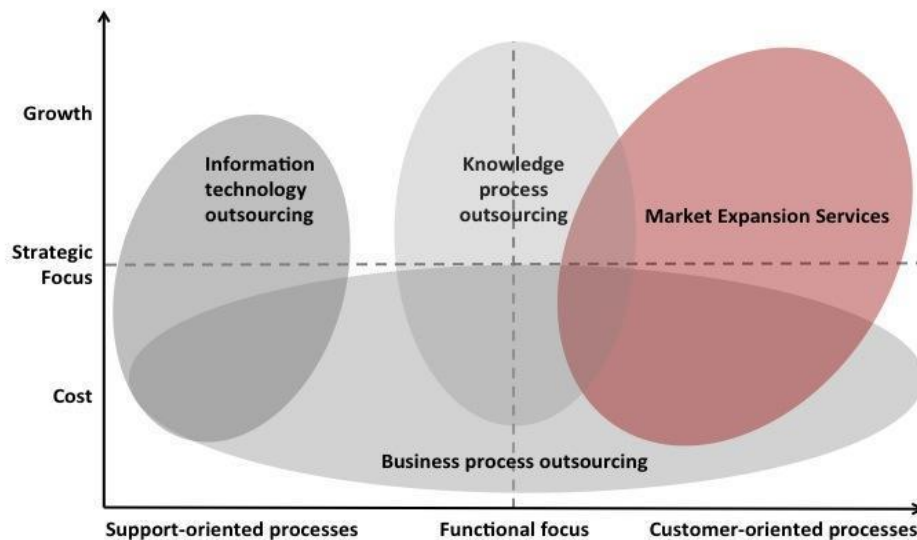 Growth
Information
technology
outsourcing
Knowledge
process
outsourcing
Market Expansion Services
Strategic
Focus
Cost
Business process outsourcing
Support-oriented processes
Functional focus
Customer-oriented processes